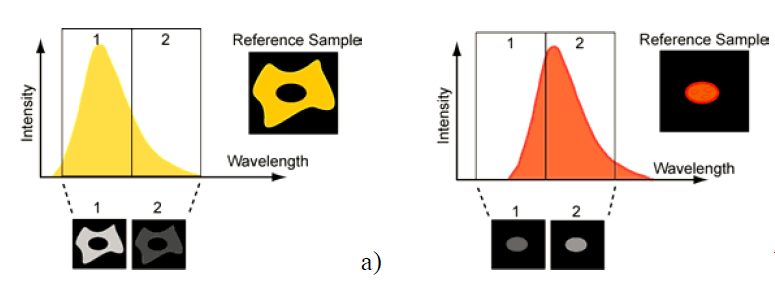 1 2
Reference Sample
Intensity
Wavelength
1 2
a)
1 2
Reference Sample
Intensity
Wavelength
1 2